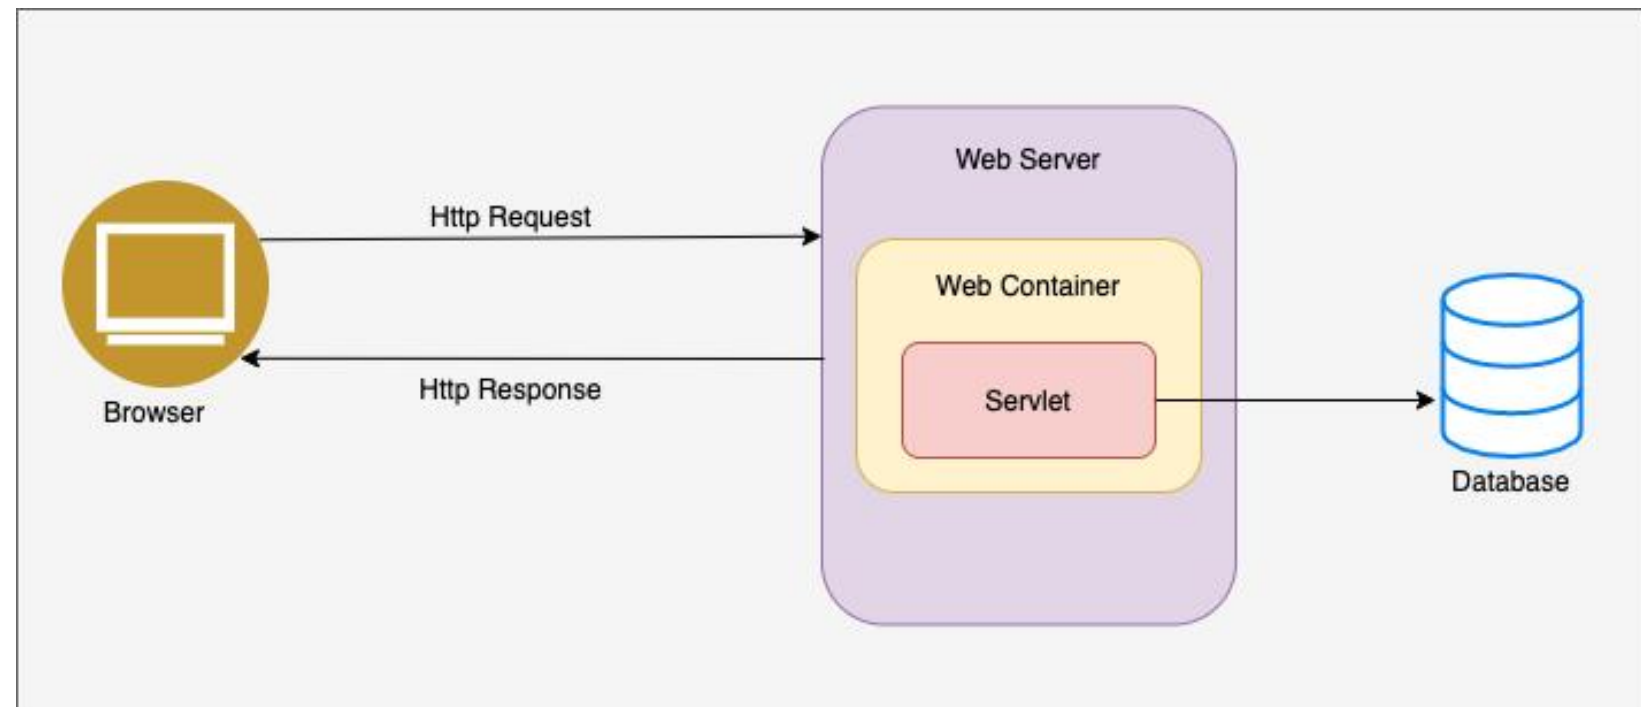 Web Server
Http Request
Web Container
Http Response
Servlet
Browser
Database